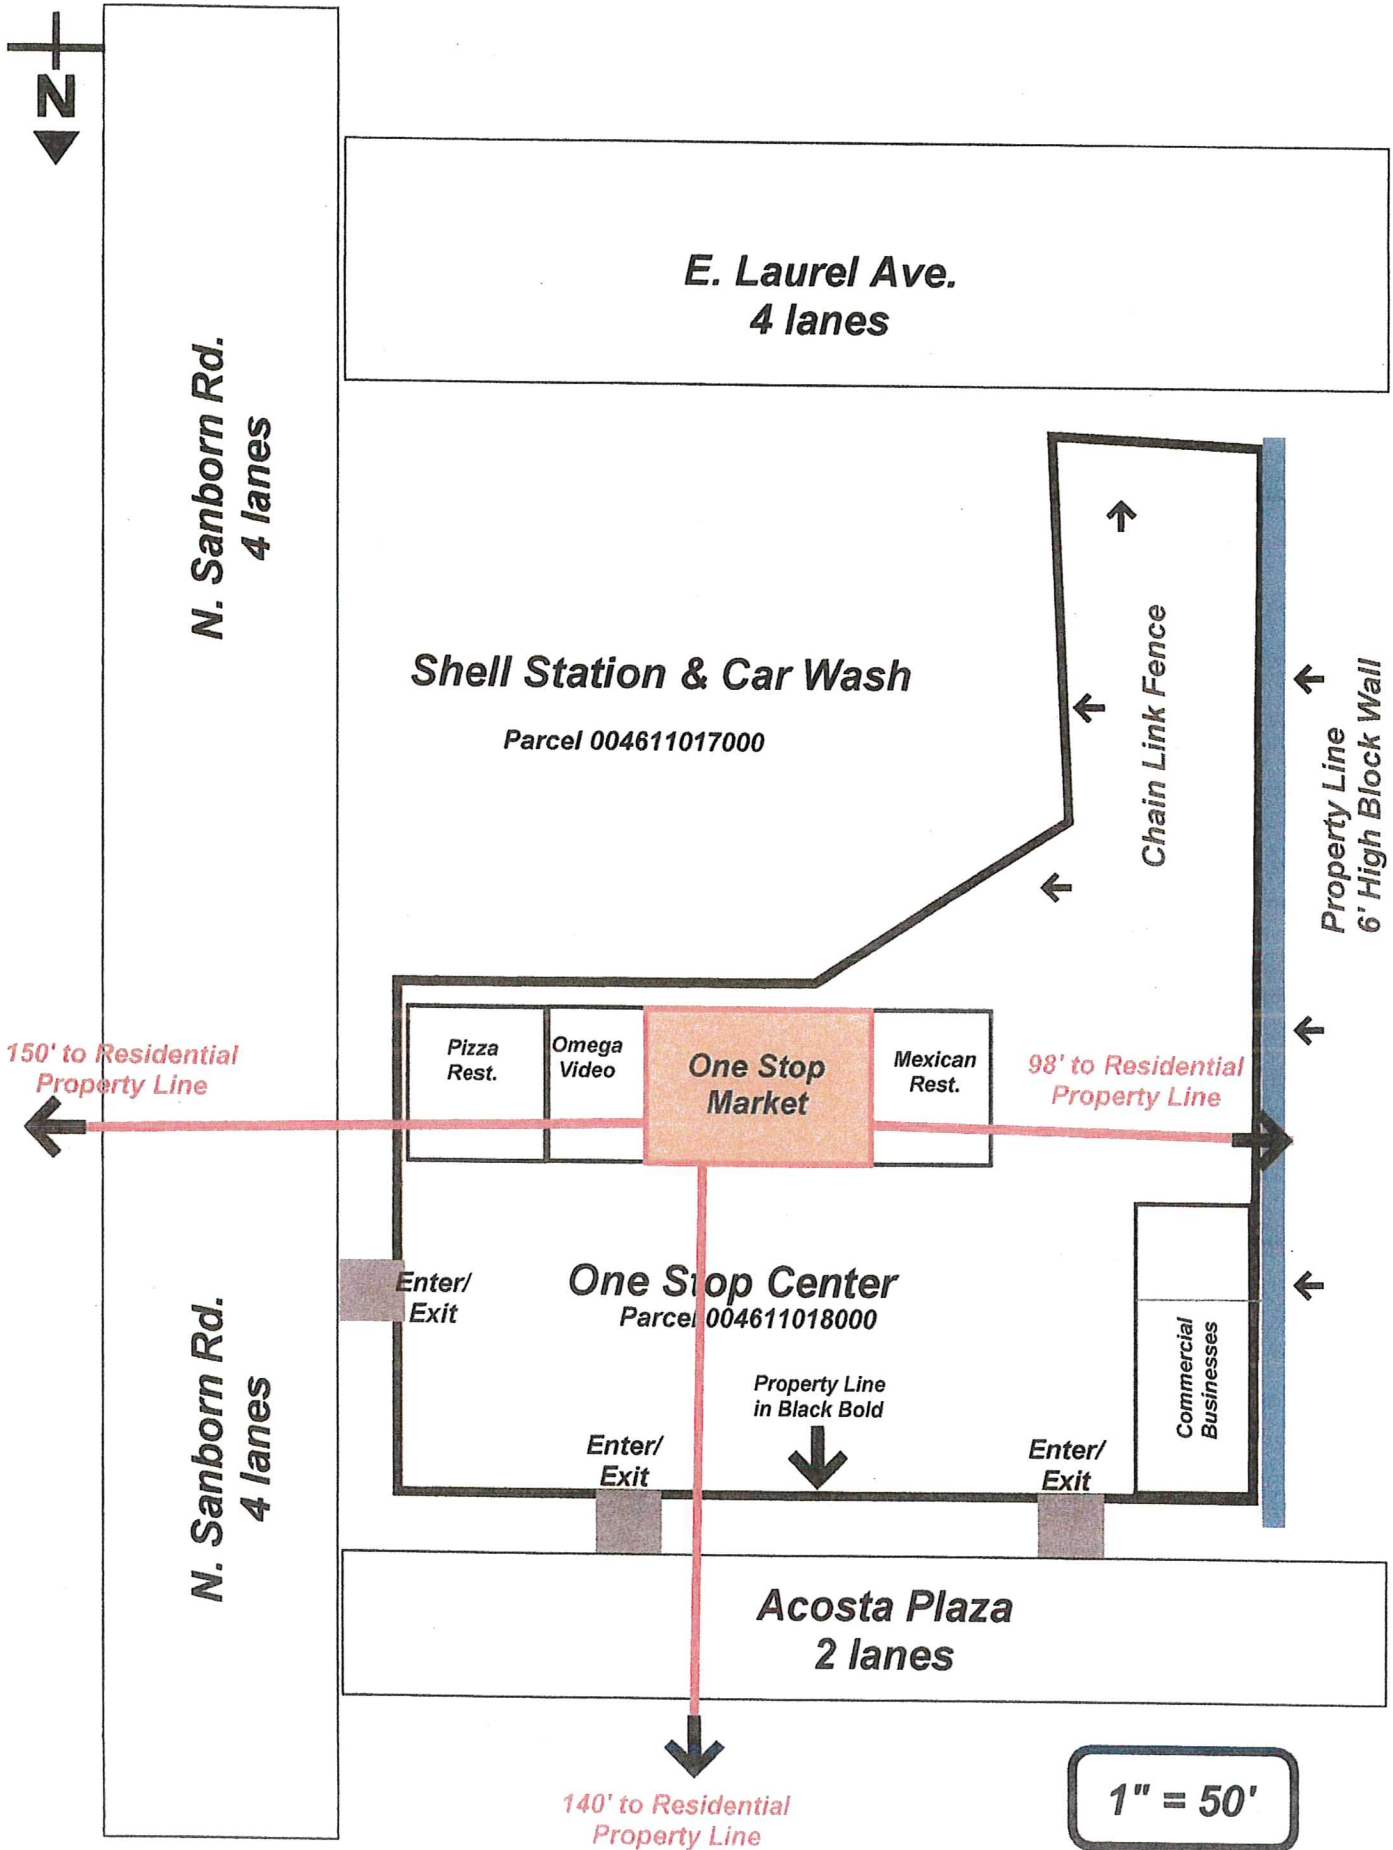 N
E. Laurel Ave.
4 lanes
N. Sanborn Rd.
4 lanes
Shell Station & Car Wash
Parcel 004611017000
Chain Link Fence
Property Line
6' High Block Wall
150' to Residential
Property Line
Pizza
Rest.
Omega
Video
One Stop
Market
Mexican
Rest.
98' to Residential
Property Line
Enter/
Exit
One Stop Center
Parcel 004611018000
Property Line
in Black Bold
Commercial
Businesses
Enter/
Exit
Enter/
Exit
N. Sanborn Rd.
4 lanes
Acosta Plaza
2 lanes
140' to Residential
Property Line
1" = 50'